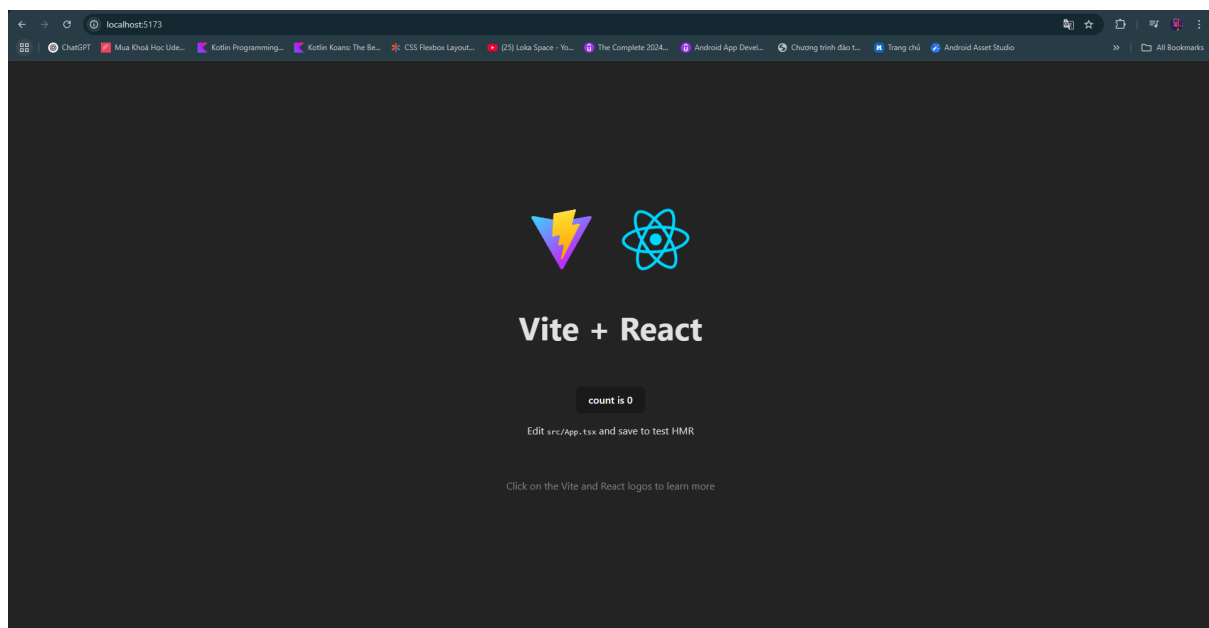 localhost:5173
ChatGPT Mua Khoá Học Ude... Kotlin Programming... Kotlin Koans: The Be... CSS Flexbox Layout... (25) Loka Space - Yo... The Complete 2024... Android App Devel... Chương trình đào t... Trang chủ Android Asset Studio » All Bookmarks
Vite + React
count is 0
Edit src/App.tsx and save to test HMR
Click on the Vite and React logos to learn more